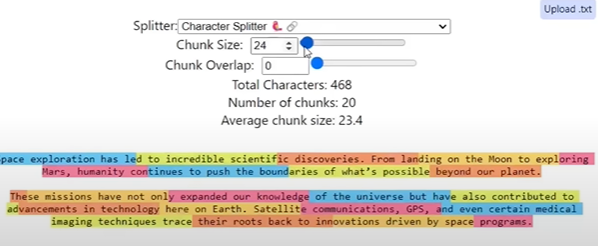 Upload .txt
Splitter: Character Splitter
Chunk Size: 24
Chunk Overlap: 0
Total Characters: 468
Number of chunks: 20
Average chunk size: 23.4
pace exploration has led to incredible scientific discoveries. From landing on the Moon to exploring
Mars, humanity continues to push the boundaries of what's possible beyond our planet.
These missions have not only expanded our knowledge of the universe but have also contributed to
advancements in technology here on Earth. Satellite communications, GPS, and even certain medical
imaging techniques trace their roots back to innovations driven by space programs.